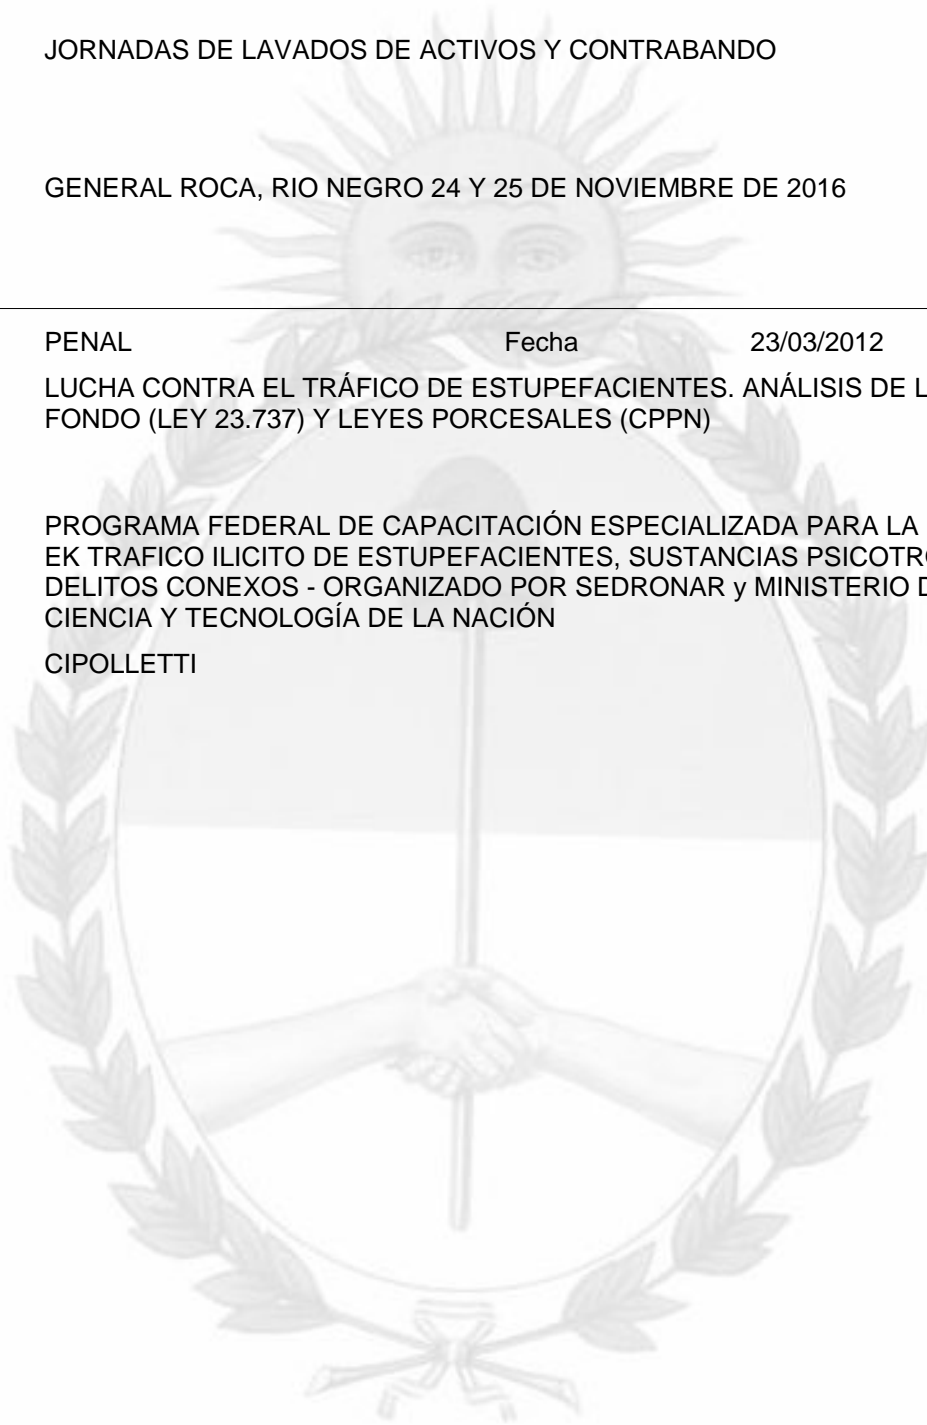 JORNADAS DE LAVADOS DE ACTIVOS Y CONTRABANDO
GENERAL ROCA, RIO NEGRO 24 Y 25 DE NOVIEMBRE DE 2016
PENAL Fecha 23/03/2012
LUCHA CONTRA EL TRÁFICO DE ESTUPEFACIENTES. ANÁLISIS DE L
FONDO (LEY 23.737) Y LEYES PORCESALES (CPPN)
PROGRAMA FEDERAL DE CAPACITACIÓN ESPECIALIZADA PARA LA
EK TRAFICO ILICITO DE ESTUPEFACIENTES, SUSTANCIAS PSICOTR
DELITOS CONEXOS - ORGANIZADO POR SEDRONAR y MINISTERIO D
CIENCIA Y TECNOLOGÍA DE LA NACIÓN
CIPOLLETTI